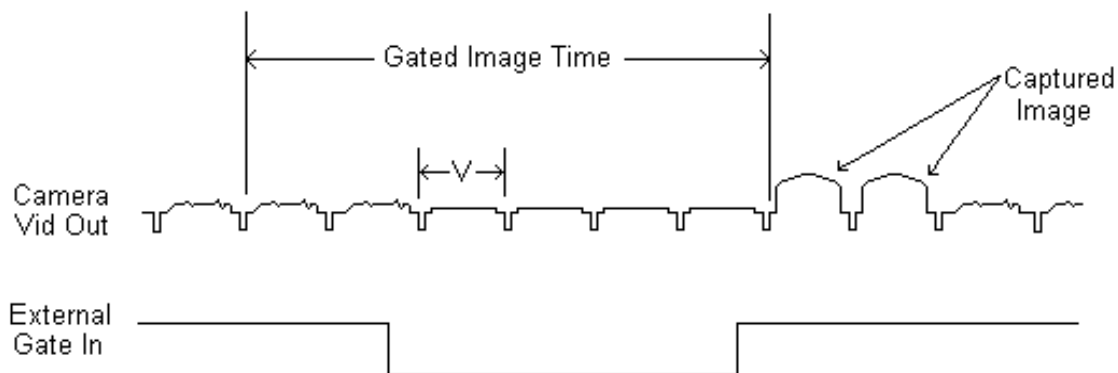 Gated Image Time
Captured
Image
V
Camera
Vid Out
External
Gate In